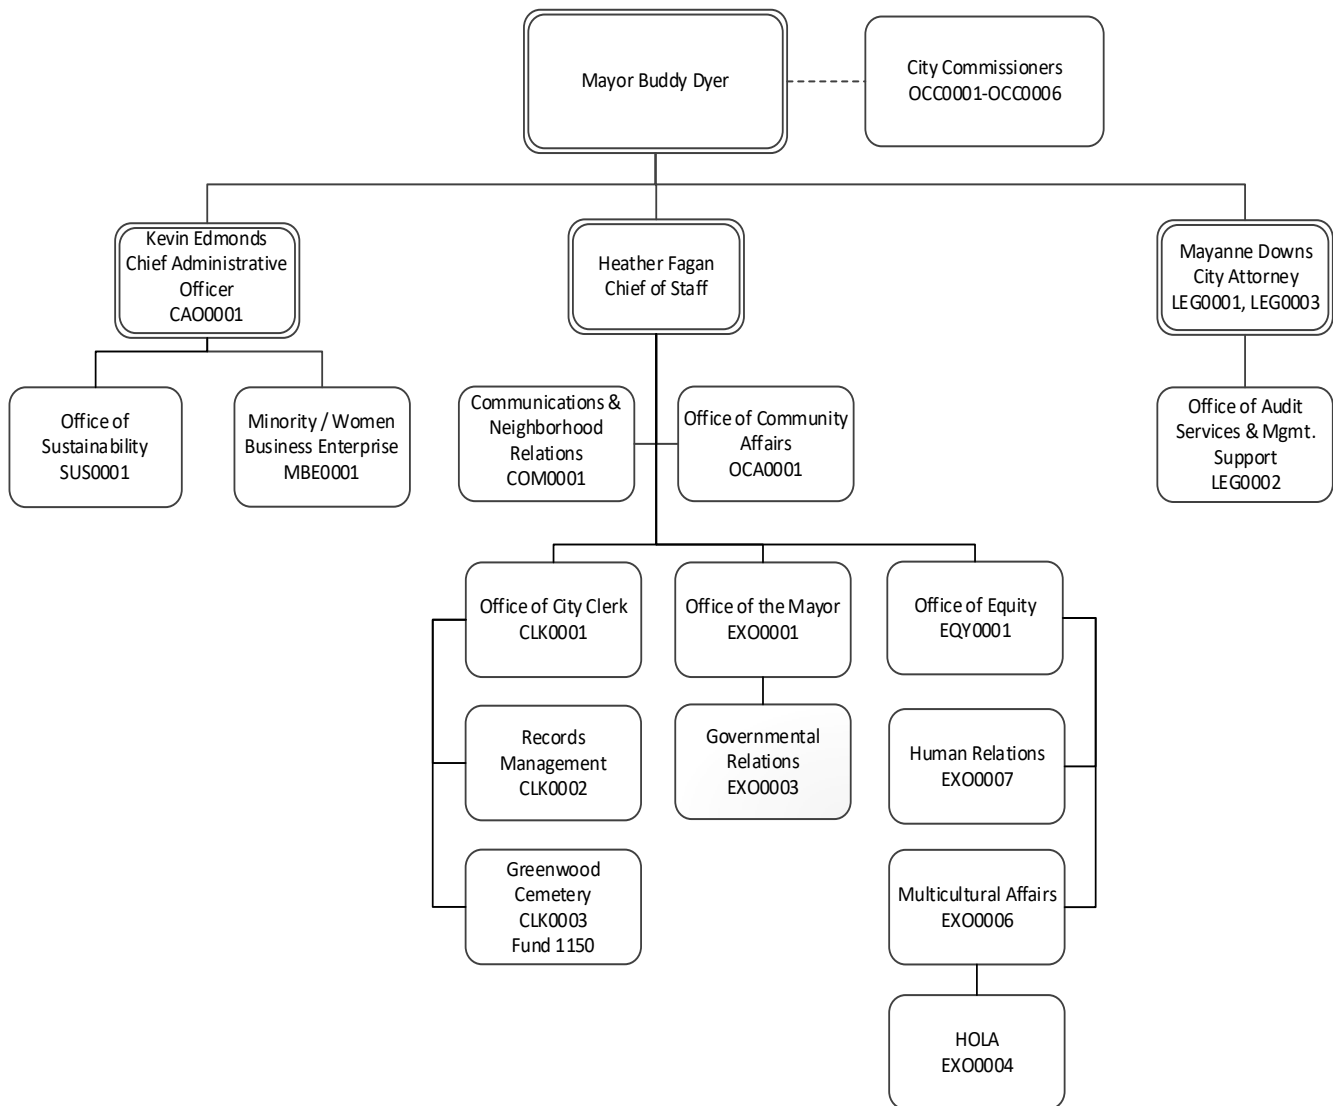 Mayor Buddy Dyer
City Commissioners
OCC0001-OCC0006
Kevin Edmonds
Chief Administrative
Officer
CAO0001
Heather Fagan
Chief of Staff
Mayanne Downs
City Attorney
LEG0001, LEG0003
Office of
Sustainability
SUS0001
Minority / Women
Business Enterprise
MBE0001
Communications &
Neighborhood
Relations
COM0001
Office of Community
Affairs
OCA0001
Office of Audit
Services & Mgmt.
Support
LEG0002
Office of City Clerk
CLK0001
Office of the Mayor
EXO0001
Office of Equity
EQY0001
Records
Management
CLK0002
Governmental
Relations
EXO0003
Human Relations
EXO0007
Greenwood
Cemetery
CLK0003
Fund 1150
Multicultural Affairs
EXO0006
HOLA
EXO0004